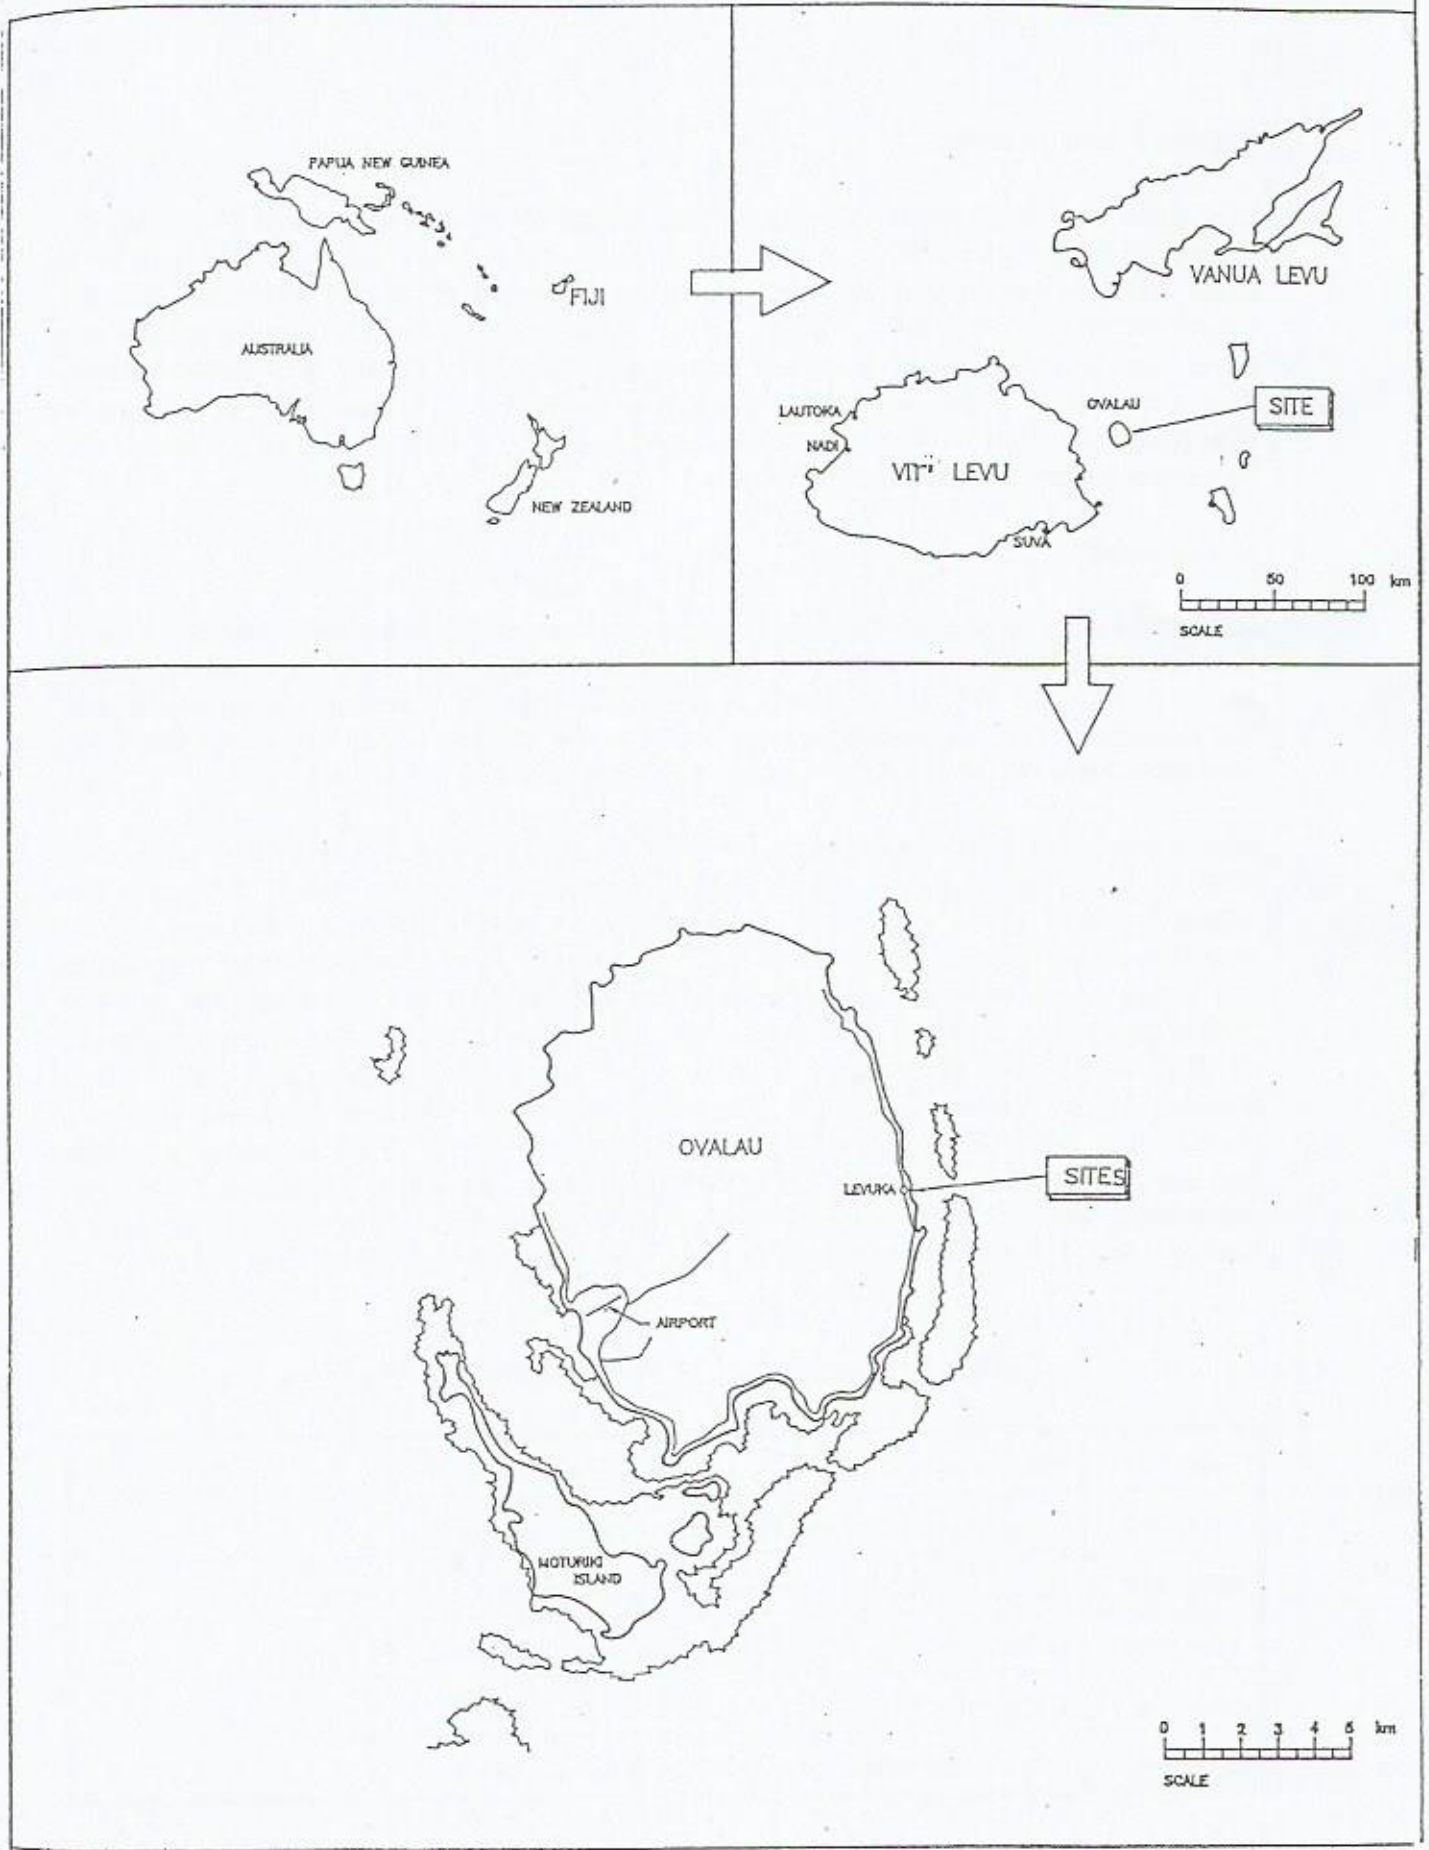 PAPUA NEW GUINEA
FIJI
AUSTRALIA
NEW ZEALAND
VANUA LEVU
LAUTOKA
OVALAU
SITE
NADI
VITI LEVU
SUVA
0 50 100 km
SCALE
OVALAU
LEVUKA
SITES
AIRPORT
MOTURIKI
ISLAND
0 1 2 3 4 5 km
SCALE